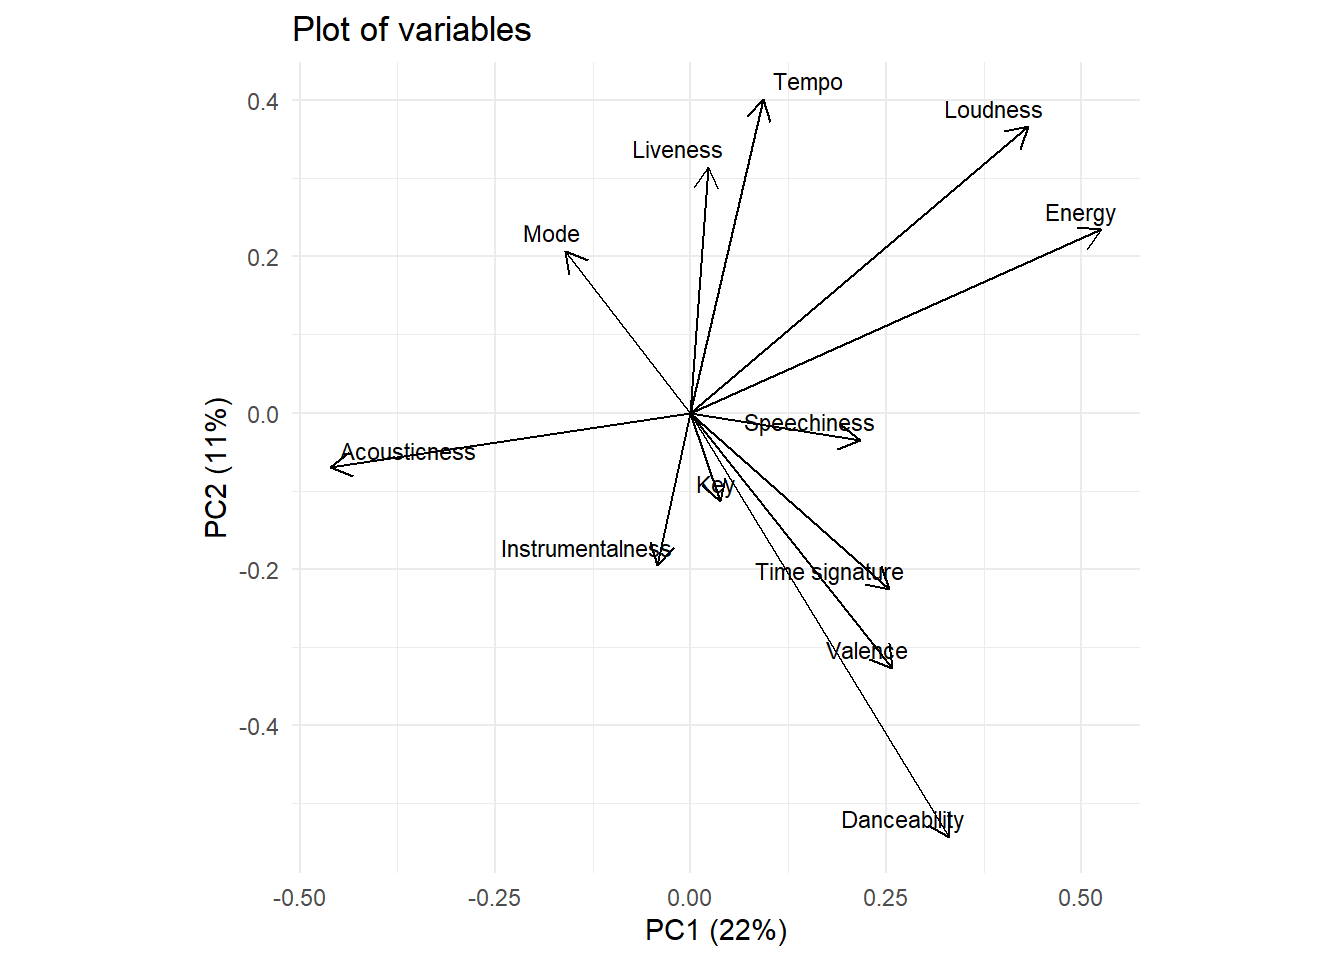 Plot of variables
Tempo
0.4
Loudness
Liveness
Energy
Mode
0.2
0.0
Speechiness
Acousticness
Key
PC2 (11%)
Instrumentalness
-0.2
Time signature
Valence
-0.4
Danceability
-0.50
-0.25
0.00
0.25
0.50
PC1 (22%)